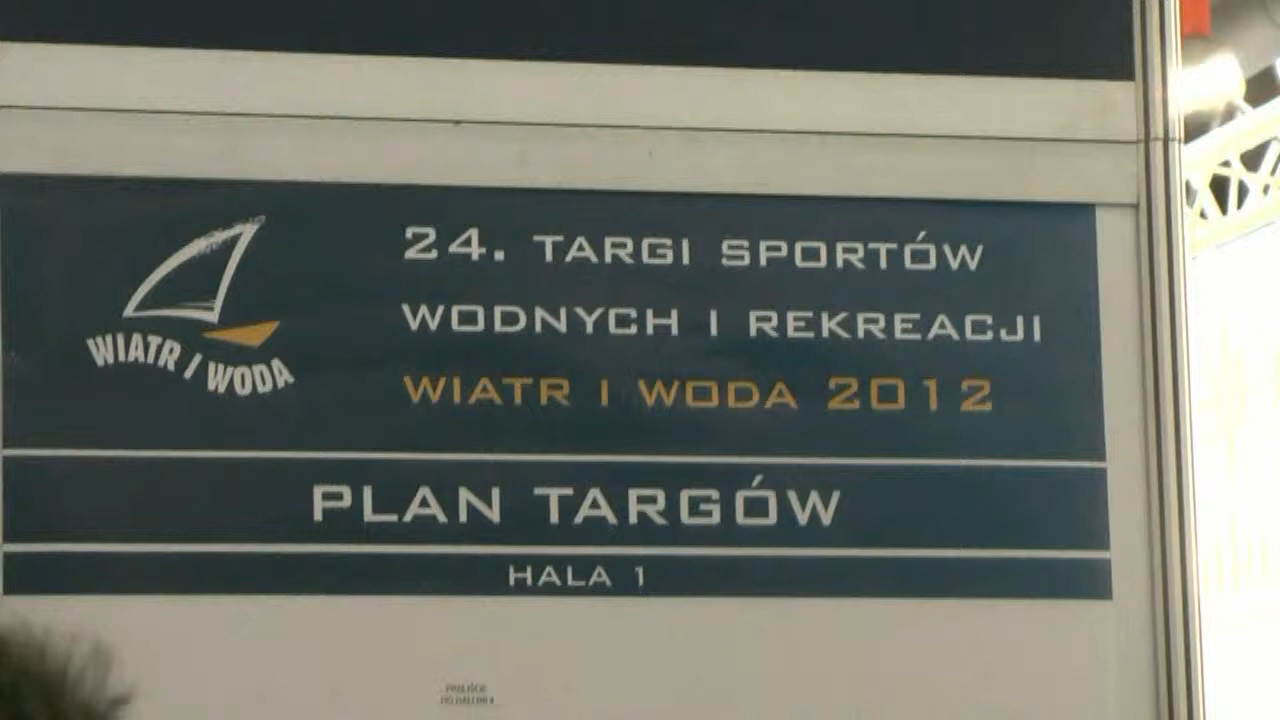 WIATR I WODA
24. TARGI SPORTÓW
WODNYCH I REKREACJI
WIATR I WODA 2012
PLAN TARGÓW
HALA 1